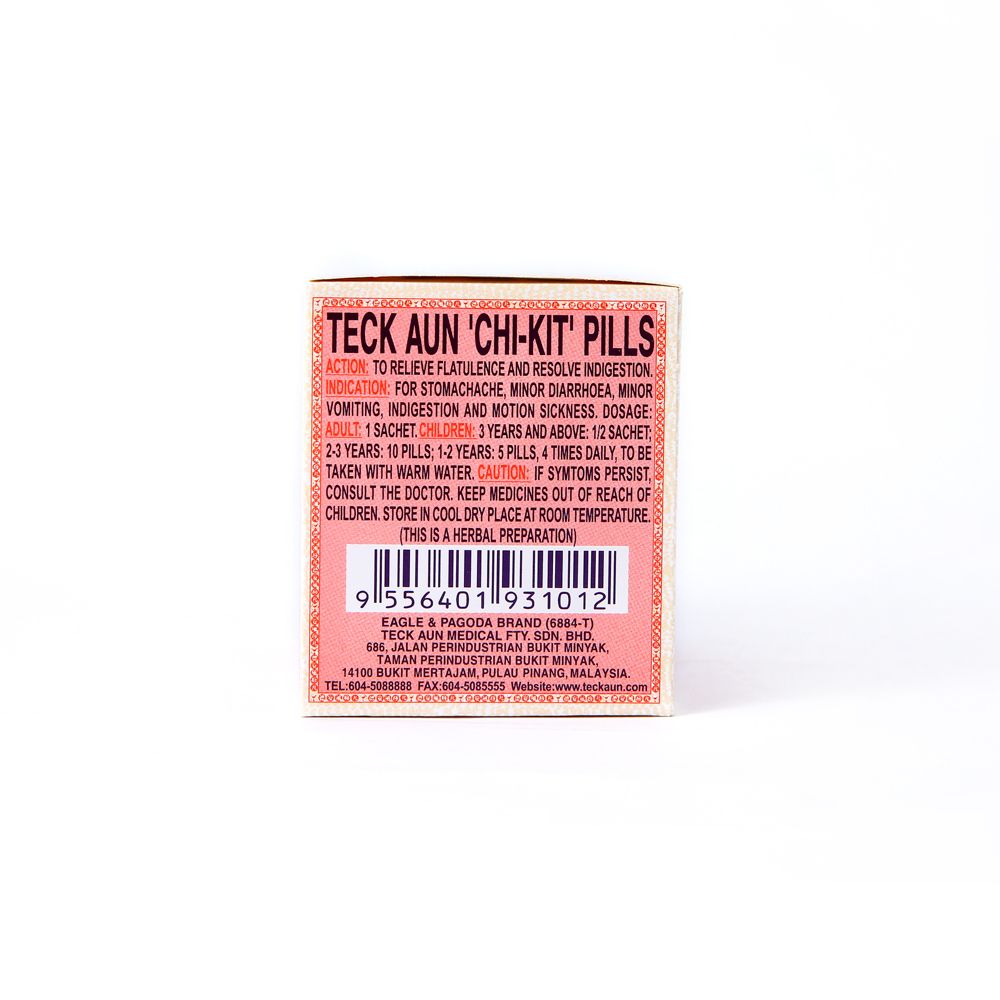 TECK AUN 'CHI-KIT' PILLS
ACTION: TO RELIEVE FLATULENCE AND RESOLVE INDIGESTION.
INDICATION: FOR STOMACHACHE, MINOR DIARRHOEA, MINOR
VOMITING, INDIGESTION AND MOTION SICKNESS. DOSAGE:
ADULT: 1 SACHET. CHILDREN: 3 YEARS AND ABOVE: 1/2 SACHET;
2-3 YEARS: 10 PILLS; 1-2 YEARS: 5 PILLS, 4 TIMES DAILY, TO BE
TAKEN WITH WARM WATER. CAUTION: IF SYMTOMS PERSIST,
CONSULT THE DOCTOR. KEEP MEDICINES OUT OF REACH OF
CHILDREN. STORE IN COOL DRY PLACE AT ROOM TEMPERATURE.
(THIS IS A HERBAL PREPARATION)
9 556401 931012
EAGLE & PAGODA BRAND (6884-T)
TECK AUN MEDICAL FTY. SDN. BHD.
686, JALAN PERINDUSTRIAN BUKIT MINYAK,
TAMAN PERINDUSTRIAN BUKIT MINYAK,
14100 BUKIT MERTAJAM, PULAU PINANG, MALAYSIA.
TEL:604-5088888 FAX:604-5085555 Website:www.teckaun.com